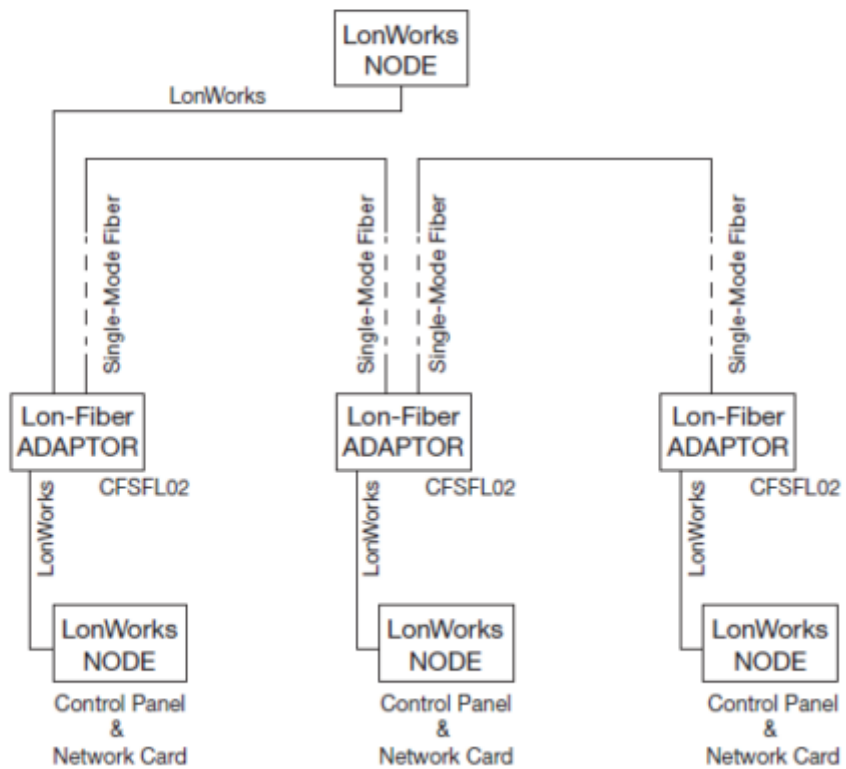 LonWorks
NODE
LonWorks
Single-Mode Fiber
Single-Mode Fiber
Single-Mode Fiber
Single-Mode Fiber
Lon-Fiber
ADAPTOR
CFSFL02
Lon-Fiber
ADAPTOR
CFSFL02
Lon-Fiber
ADAPTOR
CFSFL02
LonWorks
LonWorks
LonWorks
LonWorks
NODE
Control Panel
&
Network Card
LonWorks
NODE
Control Panel
&
Network Card
LonWorks
NODE
Control Panel
&
Network Card